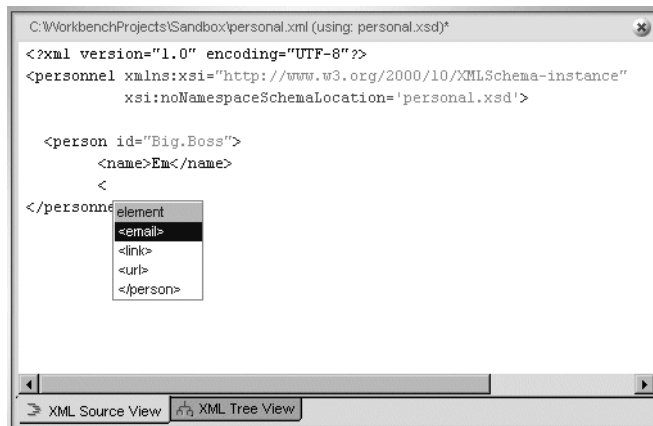 C:\WorkbenchProjects\Sandbox\personal.xml (using: personal.xsd)*
<?xml version="1.0" encoding="UTF-8"?>
<personnel xmlns:xsi="http://www.w3.org/2000/10/XMLSchema-instance"
xsi:noNamespaceSchemaLocation='personal.xsd'>
<person id="Big.Boss">
<name>Em</name>
<
</personne
element
<email>
<link>
<url>
</person>
XML Source View
XML Tree View